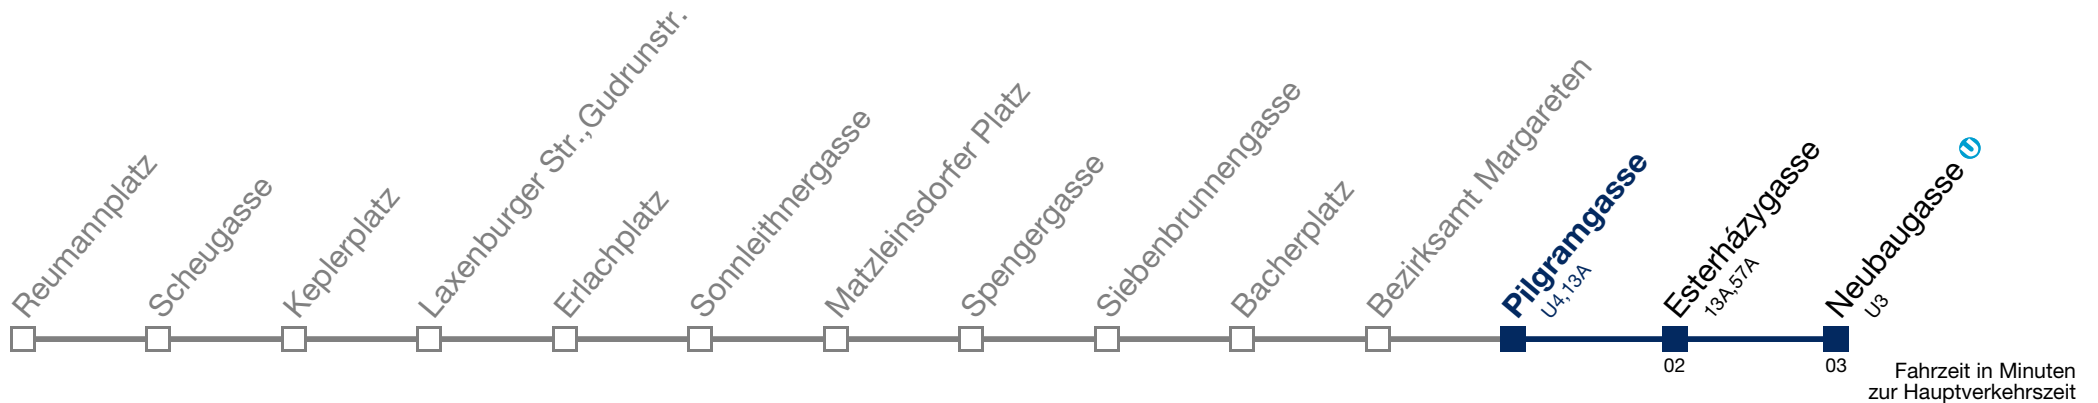 Reumannplatz
Scheugasse
Keplerplatz
Laxenburger Str.,Gudrunstr.
Erlachplatz
Sonnleithnergasse
Matzleinsdorfer Platz
Spengergasse
Siebenbrunnengasse
Bacherplatz
Bezirksamt Margareten
Pilgramgasse
U4,13A
Esterházygasse
13A,57A
Neubaugasse U
U3
02
03
Fahrzeit in Minuten
zur Hauptverkehrszeit